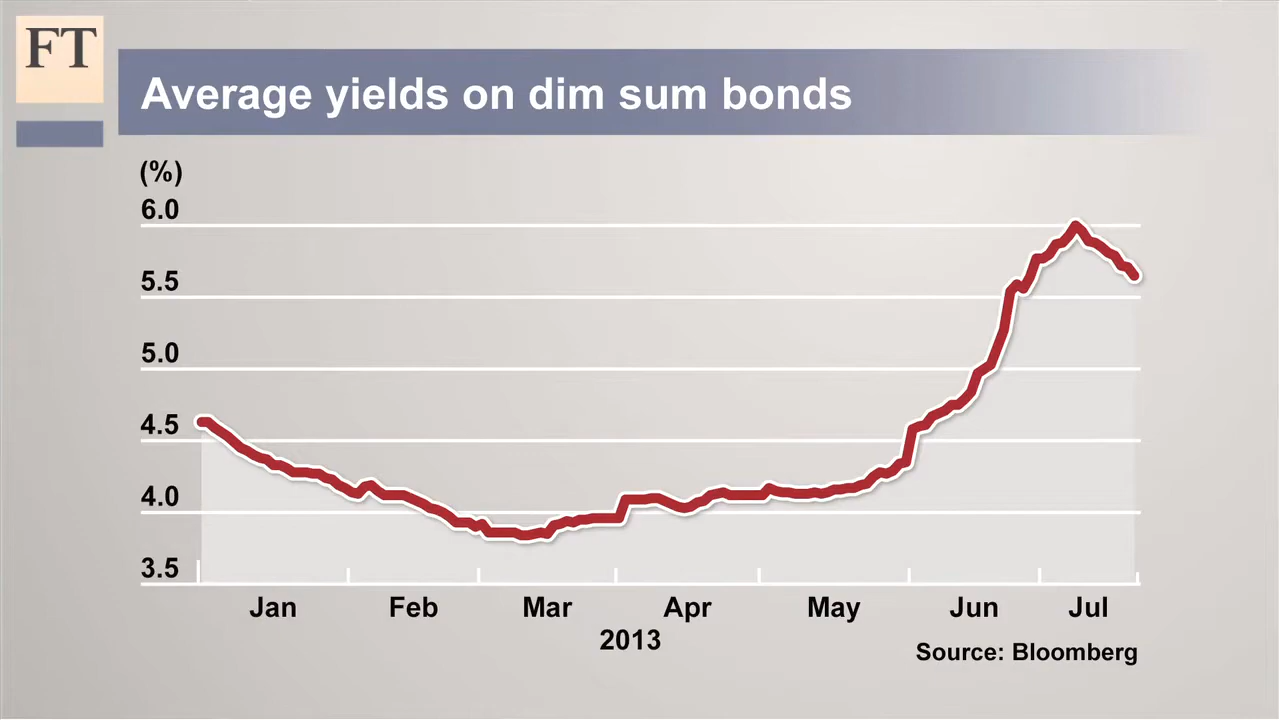 FT
Average yields on dim sum bonds
(%)
6.0
5.5
5.0
4.5
4.0
3.5
Jan Feb Mar Apr May Jun Jul
2013
Source: Bloomberg